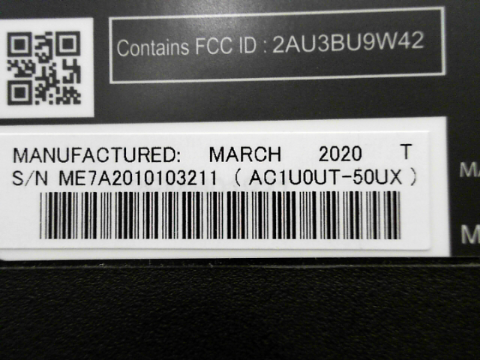 Contains FCC ID : 2AU3BU9W42
MANUFACTURED: MARCH 2020 T
S/N ME7A2010103211 ( AC1U0UT-50UX )